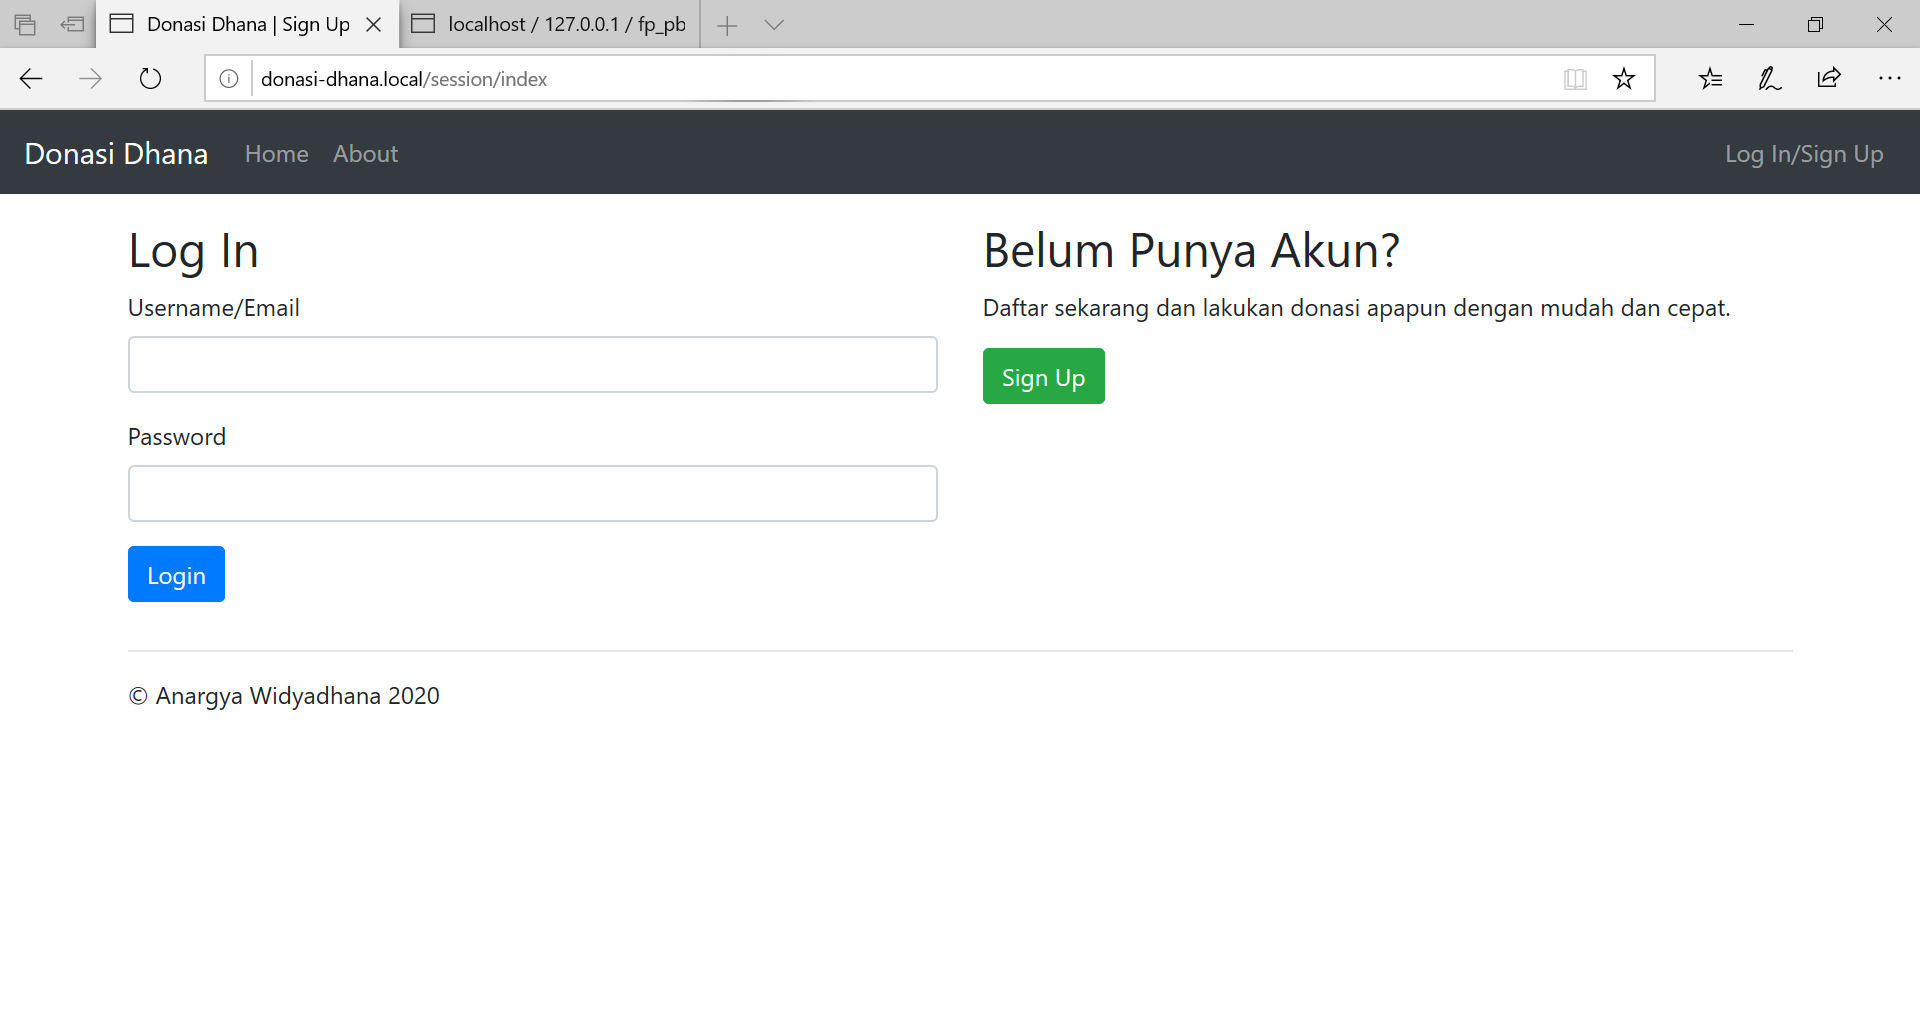 Donasi Dhana | Sign Up
localhost / 127.0.0.1 / fp_pb
donasi-dhana.local/session/index
Donasi Dhana
Home
About
Log In/Sign Up
Log In
Username/Email
Password
Login
Belum Punya Akun?
Daftar sekarang dan lakukan donasi apapun dengan mudah dan cepat.
Sign Up
© Anargya Widyadhana 2020